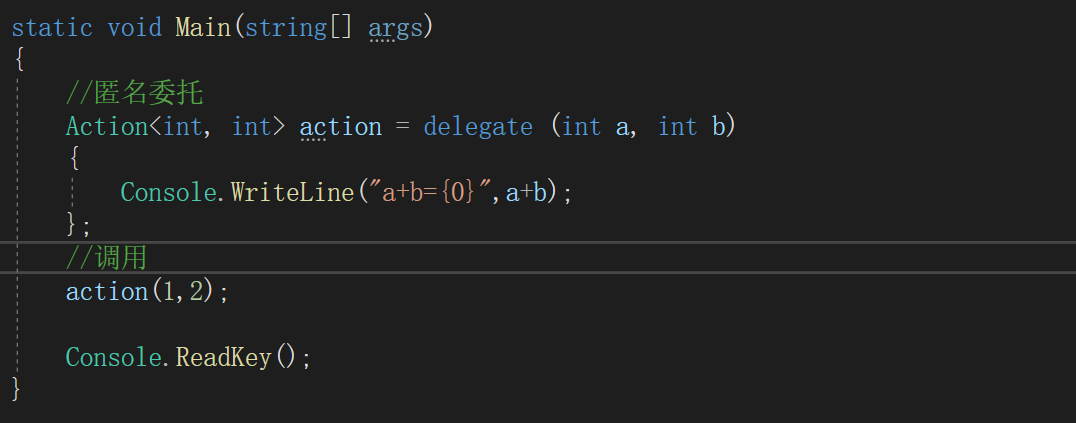 static void Main(string[] args)
{
//匿名委托
Action<int, int> action = delegate (int a, int b)
{
Console.WriteLine("a+b={0}",a+b);
};
//调用
action(1,2);
Console.ReadKey();
}